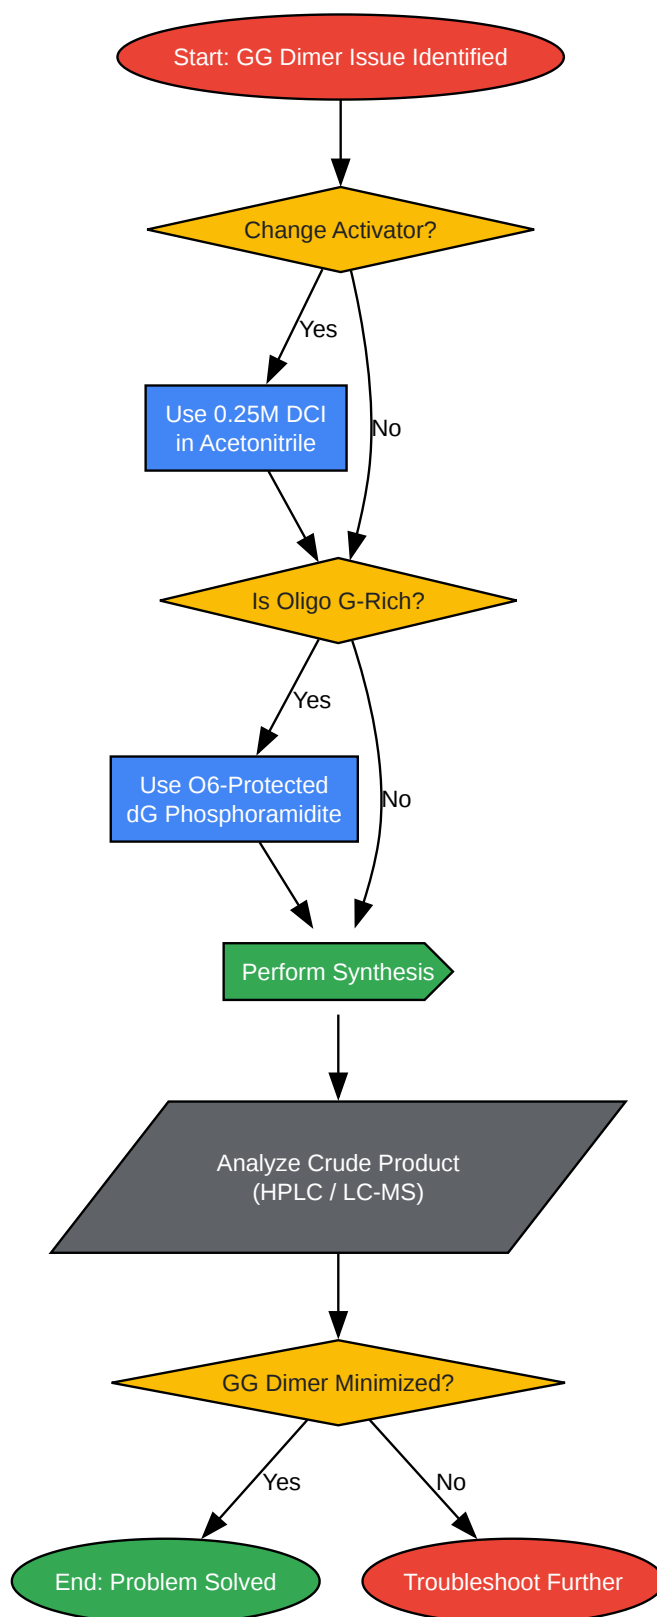 Start: GG Dimer Issue Identified
Change Activator?
Yes
Use 0.25M DCI
in Acetonitrile
No
Is Oligo G-Rich?
Yes
Use O6-Protected
dG Phosphoramidite
No
Perform Synthesis
Analyze Crude Product
(HPLC / LC-MS)
GG Dimer Minimized?
Yes
No
End: Problem Solved
Troubleshoot Further